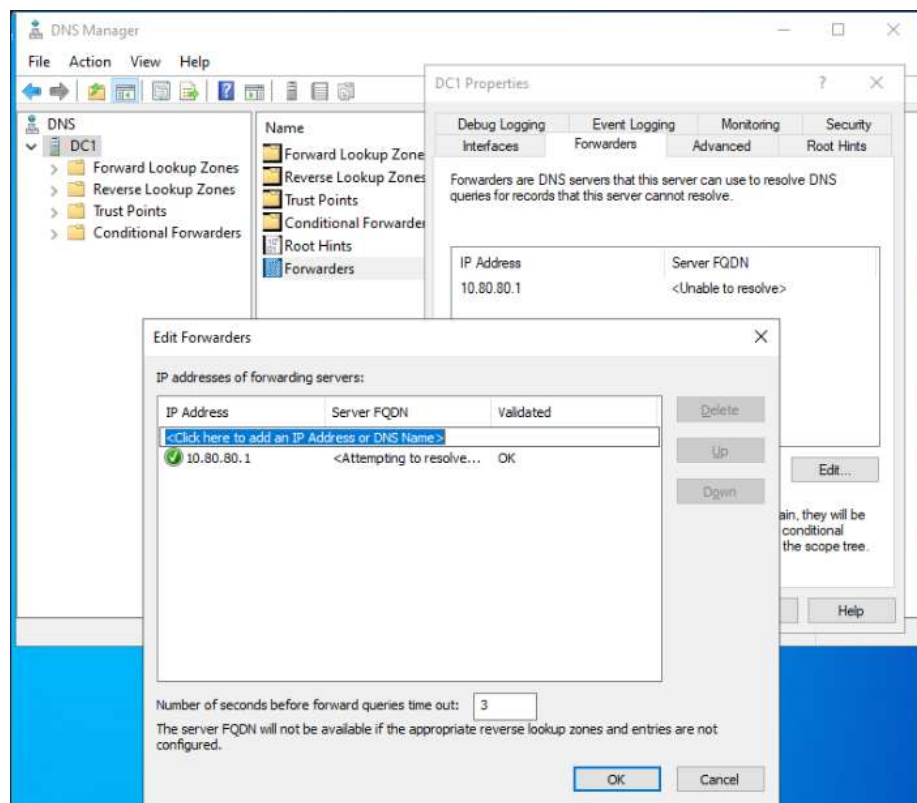 DNS Manager
File Action View Help
DNS
DC1
Forward Lookup Zones
Reverse Lookup Zones
Trust Points
Conditional Forwarders
Name
Forward Lookup Zone
Reverse Lookup Zones
Trust Points
Conditional Forwarder
Root Hints
Forwarders
DC1 Properties
Debug Logging Event Logging Monitoring Security
Interfaces Forwarders Advanced Root Hints
Forwarders are DNS servers that this server can use to resolve DNS
queries for records that this server cannot resolve.
IP Address Server FQDN
10.80.80.1 <Unable to resolve>
Edit...
ain, they will be
conditional
the scope tree.
Help
Edit Forwarders
IP addresses of forwarding servers:
IP Address Server FQDN Validated
<Click here to add an IP Address or DNS Name>
10.80.80.1 <Attempting to resolve... OK
Delete
Up
Down
Number of seconds before forward queries time out: 3
The server FQDN will not be available if the appropriate reverse lookup zones and entries are not
configured.
OK Cancel